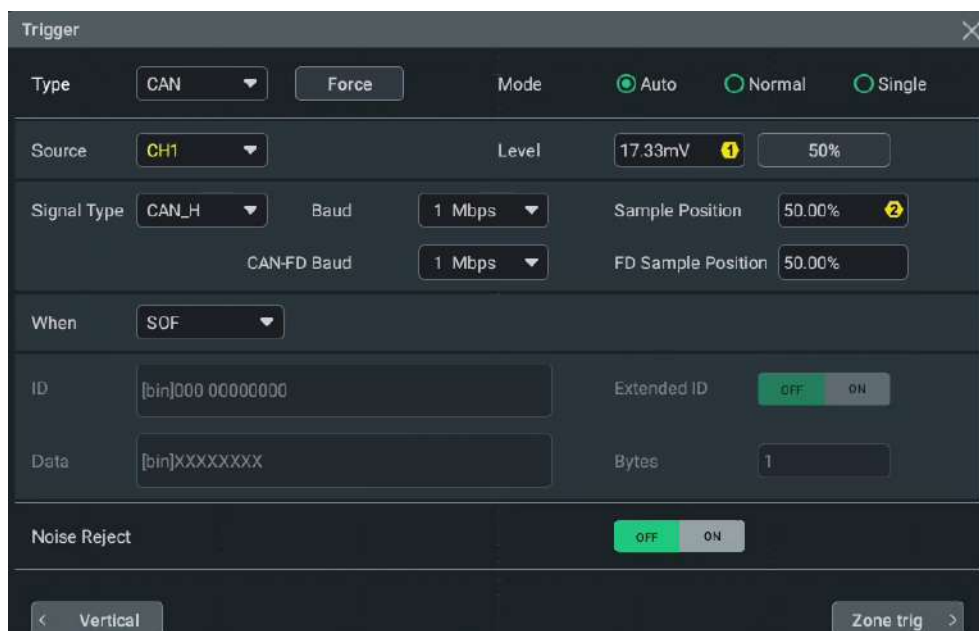 Trigger
Type CAN Force Mode Auto Normal Single
Source CH1 Level 17.33mV 1 50%
Signal Type CAN_H Baud 1 Mbps Sample Position 50.00% 2
CAN-FD Baud 1 Mbps FD Sample Position 50.00%
When SOF
ID [bin]000 00000000 Extended ID OFF ON
Data [bin]XXXXXXXX Bytes 1
Noise Reject OFF ON
< Vertical Zone trig >